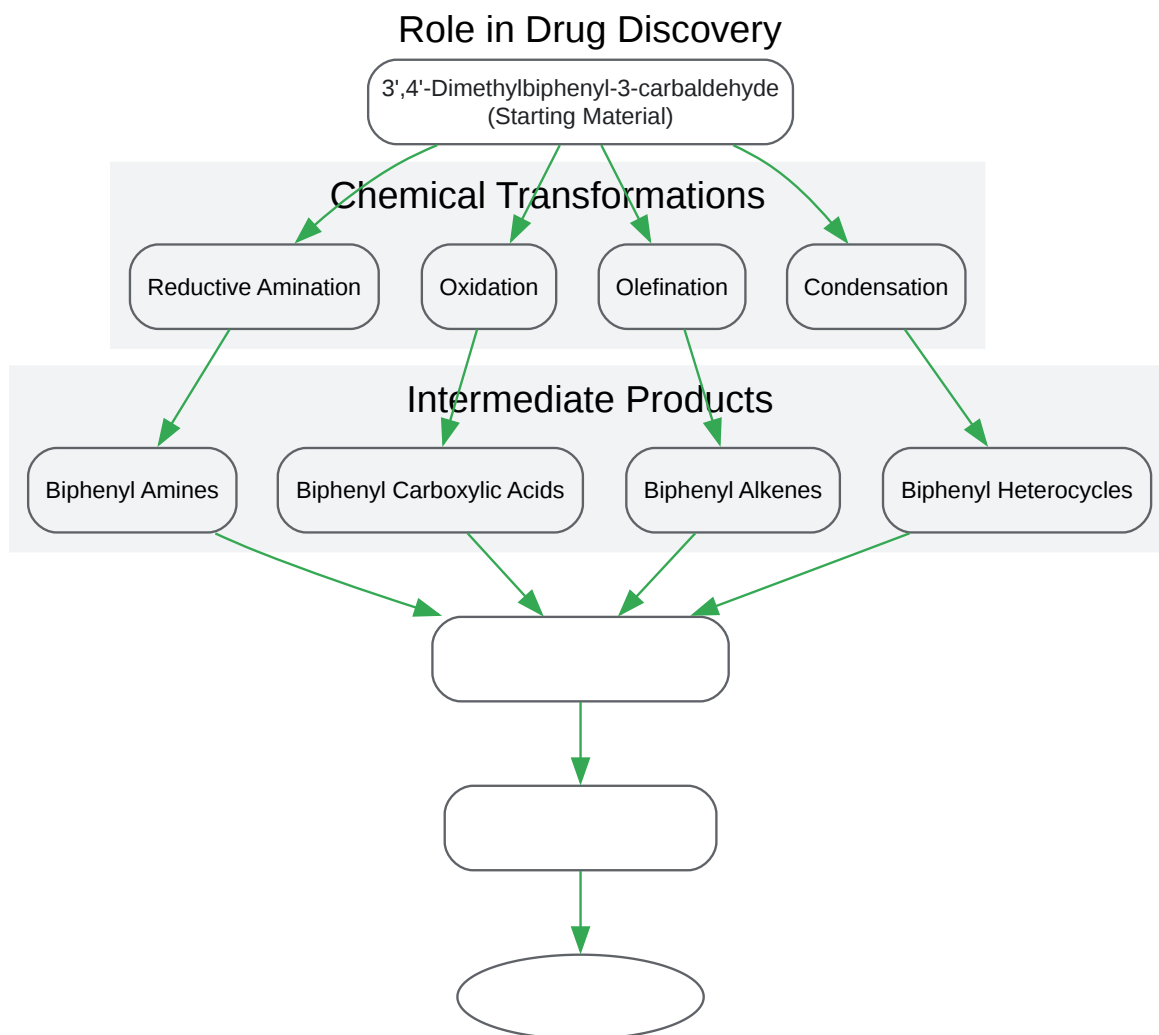 Role in Drug Discovery
3',4'-Dimethylbiphenyl-3-carbaldehyde
(Starting Material)
Chemical Transformations
Reductive Amination
Oxidation
Olefination
Condensation
Intermediate Products
Biphenyl Amines
Biphenyl Carboxylic Acids
Biphenyl Alkenes
Biphenyl Heterocycles